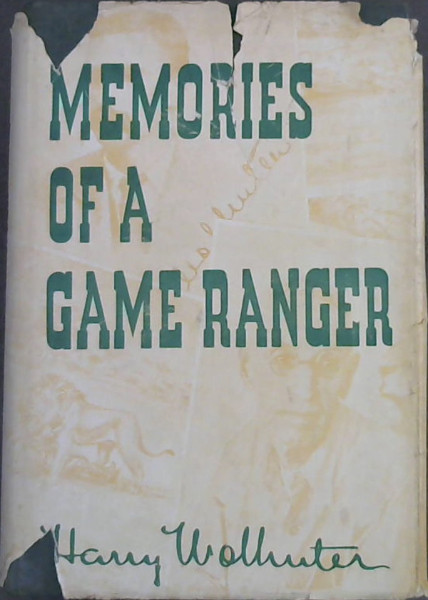 MEMORIES
OF A
GAME RANGER
Harry Wolhuter